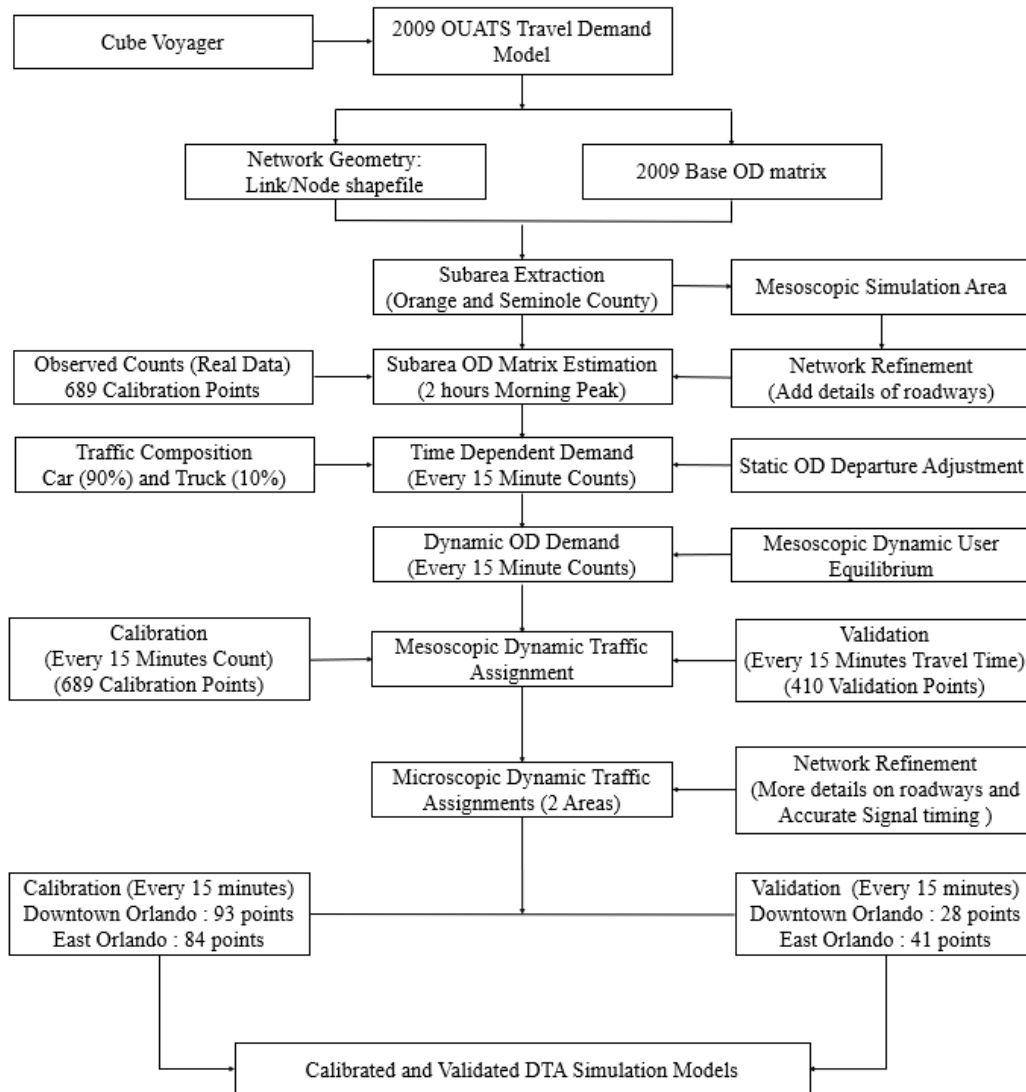 Cube Voyager
2009 OUATS Travel Demand
Model
Network Geometry:
Link/Node shapefile
2009 Base OD matrix
Subarea Extraction
(Orange and Seminole County)
Mesoscopic Simulation Area
Observed Counts (Real Data)
689 Calibration Points
Subarea OD Matrix Estimation
(2 hours Morning Peak)
Network Refinement
(Add details of roadways)
Traffic Composition
Car (90%) and Truck (10%)
Time Dependent Demand
(Every 15 Minute Counts)
Static OD Departure Adjustment
Dynamic OD Demand
(Every 15 Minute Counts)
Mesoscopic Dynamic User
Equilibrium
Calibration
(Every 15 Minutes Count)
(689 Calibration Points)
Mesoscopic Dynamic Traffic
Assignment
Validation
(Every 15 Minutes Travel Time)
(410 Validation Points)
Microscopic Dynamic Traffic
Assignments (2 Areas)
Network Refinement
(More details on roadways and
Accurate Signal timing )
Calibration (Every 15 minutes)
Downtown Orlando : 93 points
East Orlando : 84 points
Validation (Every 15 minutes)
Downtown Orlando : 28 points
East Orlando : 41 points
Calibrated and Validated DTA Simulation Models